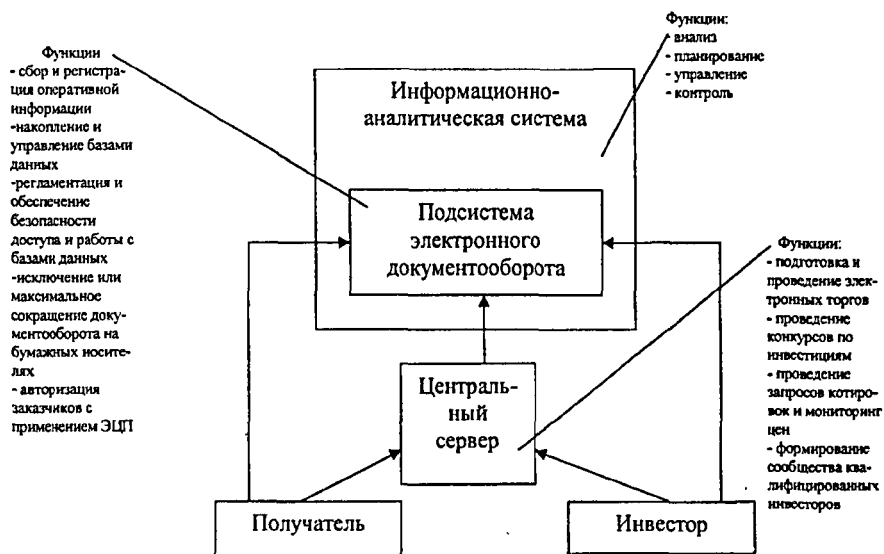 Функции
- сбор и регистра-
ция оперативной
информации
-накопление и
управление базами
данных
-регламентация и
обеспечение
безопасности
доступа и работы с
базами данных
-исключение или
максимальное
сокращение доку-
ментооборота на
бумажных носите-
лях
- авторизация
заказчиков с
применением ЭЦП
Информационно-
аналитическая система
Подсистема
электронного
документооборота
Функции:
- анализ
- планирование
- управление
- контроль
Централь-
ный
сервер
Функции:
- подготовка и
проведение элек-
тронных торгов
- проведение
конкурсов по
инвестициям
- проведение
запросов котиро-
вок и мониторинг
цен
- формирование
сообщества ква-
лифицированных
инвесторов
Получатель
Инвестор